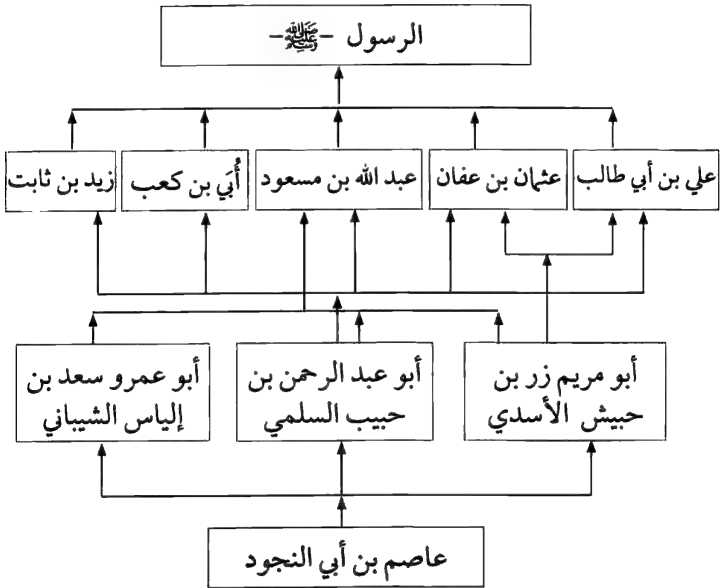 الرسول -ﷺ-
علي بن أبي طالب
عثمان بن عفان
عبد الله بن مسعود
أُبَي بن كعب
زيد بن ثابت
أبو مريم زر بن
حبيش الأسدي
أبو عبد الرحمن بن
حبيب السلمي
أبو عمرو سعد بن
إلياس الشيباني
عاصم بن أبي النجود